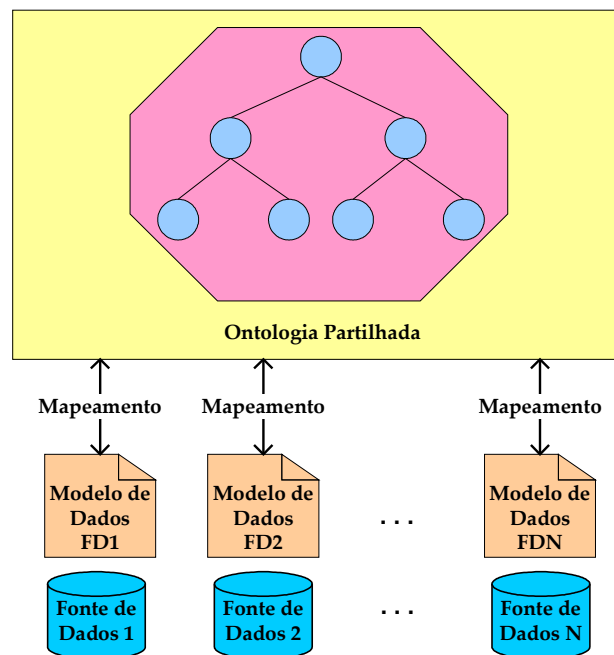 Ontologia Partilhada
Mapeamento Mapeamento Mapeamento
Modelo de
Dados
FD1
Modelo de
Dados
FD2
. . .
Modelo de
Dados
FDN
Fonte de
Dados 1
Fonte de
Dados 2
. . .
Fonte de
Dados N